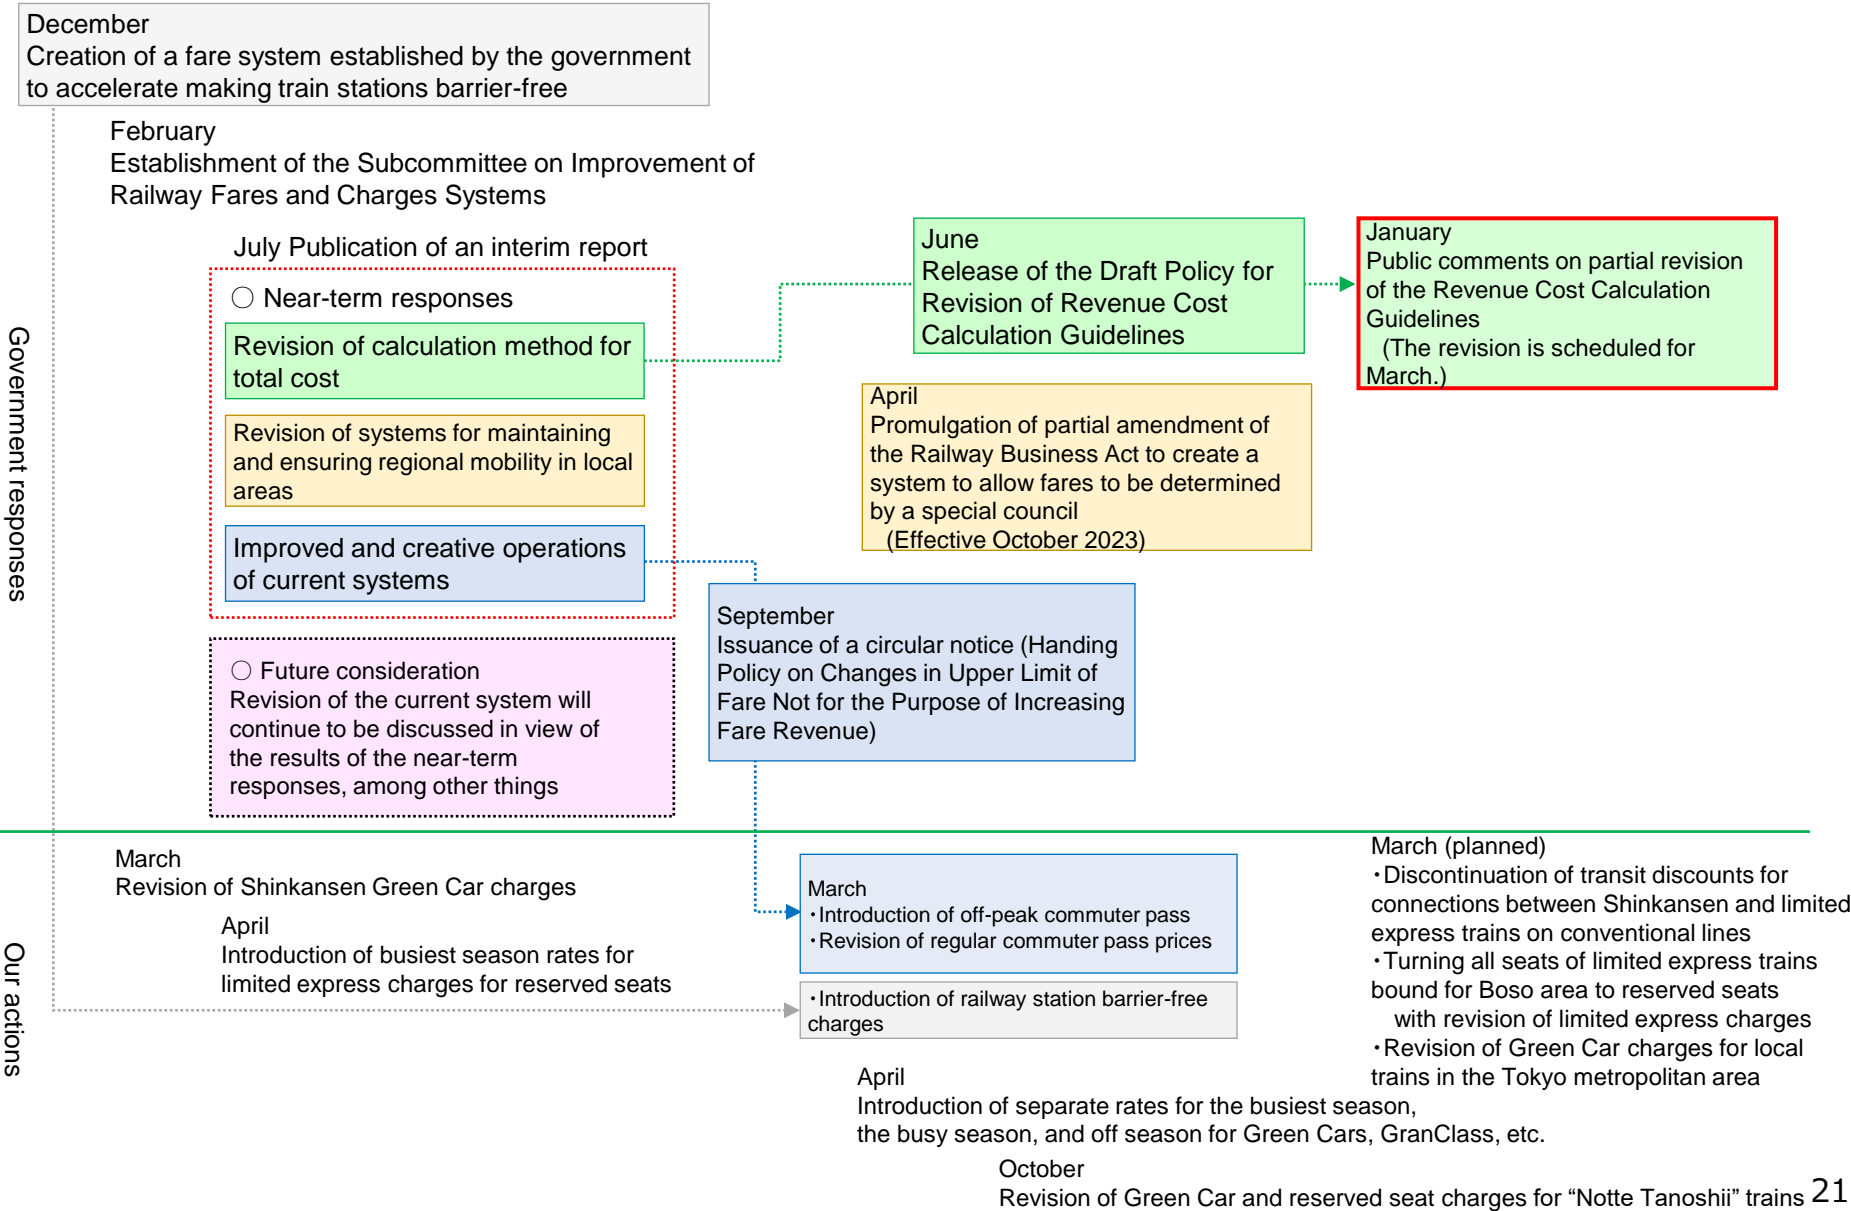 December
Creation of a fare system established by the government
to accelerate making train stations barrier-free
February
Establishment of the Subcommittee on Improvement of
Railway Fares and Charges Systems
July Publication of an interim report
○ Near-term responses
Revision of calculation method for
total cost
Revision of systems for maintaining
and ensuring regional mobility in local
areas
Improved and creative operations
of current systems
○ Future consideration
Revision of the current system will
continue to be discussed in view of
the results of the near-term
responses, among other things
June
Release of the Draft Policy for
Revision of Revenue Cost
Calculation Guidelines
January
Public comments on partial revision
of the Revenue Cost Calculation
Guidelines
(The revision is scheduled for
March.)
April
Promulgation of partial amendment of
the Railway Business Act to create a
system to allow fares to be determined
by a special council
(Effective October 2023)
September
Issuance of a circular notice (Handing
Policy on Changes in Upper Limit of
Fare Not for the Purpose of Increasing
Fare Revenue)
Government responses
Our actions
March
Revision of Shinkansen Green Car charges
April
Introduction of busiest season rates for
limited express charges for reserved seats
March
・Introduction of off-peak commuter pass
・Revision of regular commuter pass prices
・Introduction of railway station barrier-free
charges
March (planned)
・Discontinuation of transit discounts for
connections between Shinkansen and limited
express trains on conventional lines
・Turning all seats of limited express trains
bound for Boso area to reserved seats
with revision of limited express charges
・Revision of Green Car charges for local
trains in the Tokyo metropolitan area
April
Introduction of separate rates for the busiest season,
the busy season, and off season for Green Cars, GranClass, etc.
October
Revision of Green Car and reserved seat charges for “Notte Tanoshii” trains
21